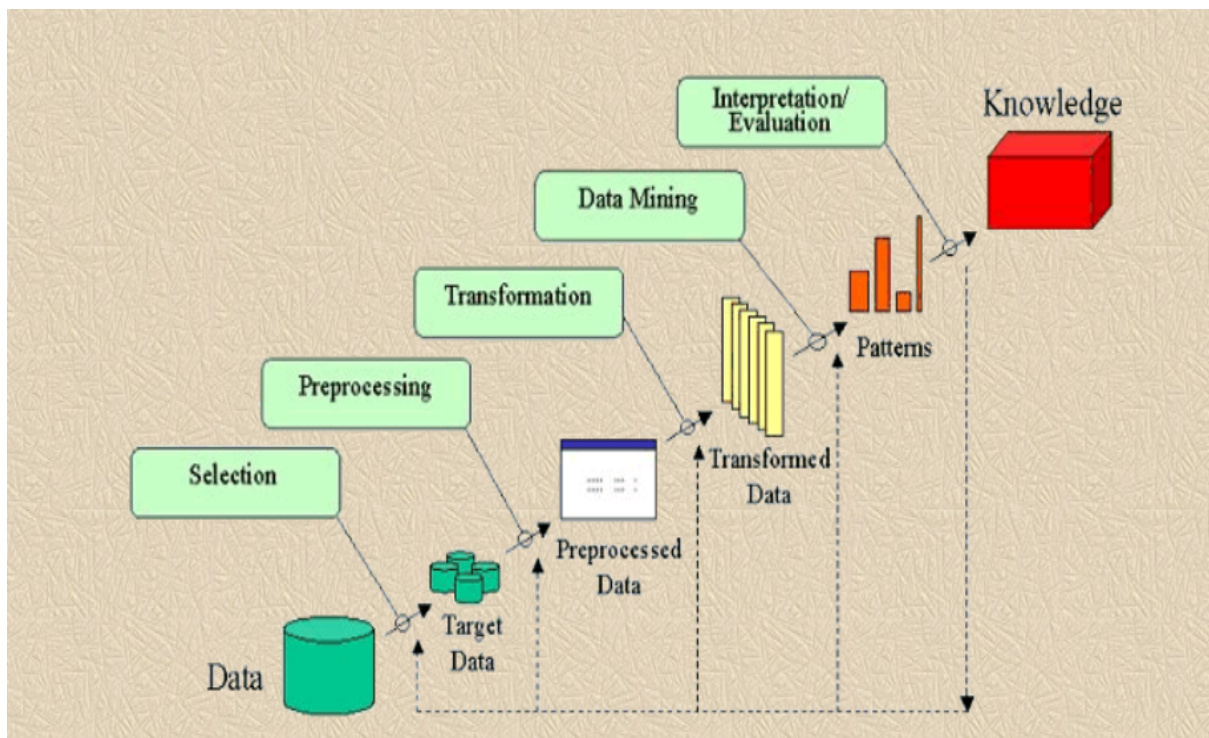 Interpretation/
Evaluation
Knowledge
Data Mining
Transformation
Patterns
Preprocessing
Transformed
Data
Selection
Preprocessed
Data
Target
Data
Data